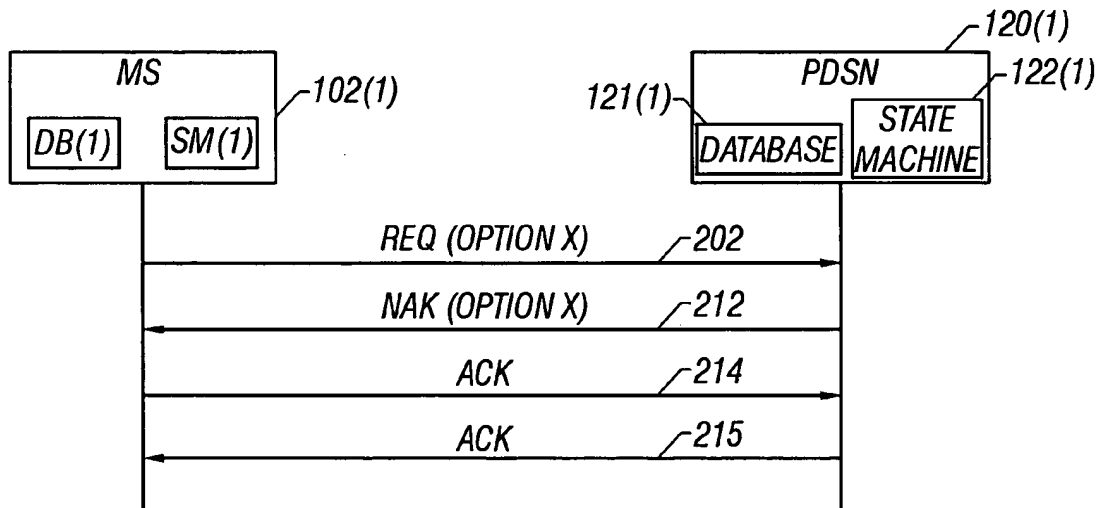 120(1)
MS
PDSN
122(1)
102(1)
121(1)
DB(1)
SM(1)
DATABASE
STATE
MACHINE
REQ (OPTION X)
202
NAK (OPTION X)
212
ACK
214
ACK
215